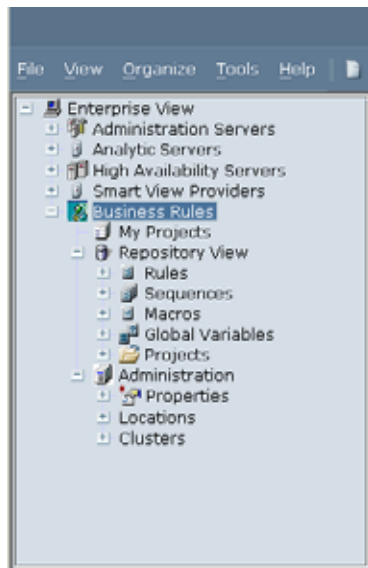 File View Organize Tools Help
Enterprise View
Administration Servers
Analytic Servers
High Availability Servers
Smart View Providers
Business Rules
My Projects
Repository View
Rules
Sequences
Macros
Global Variables
Projects
Administration
Properties
Locations
Clusters